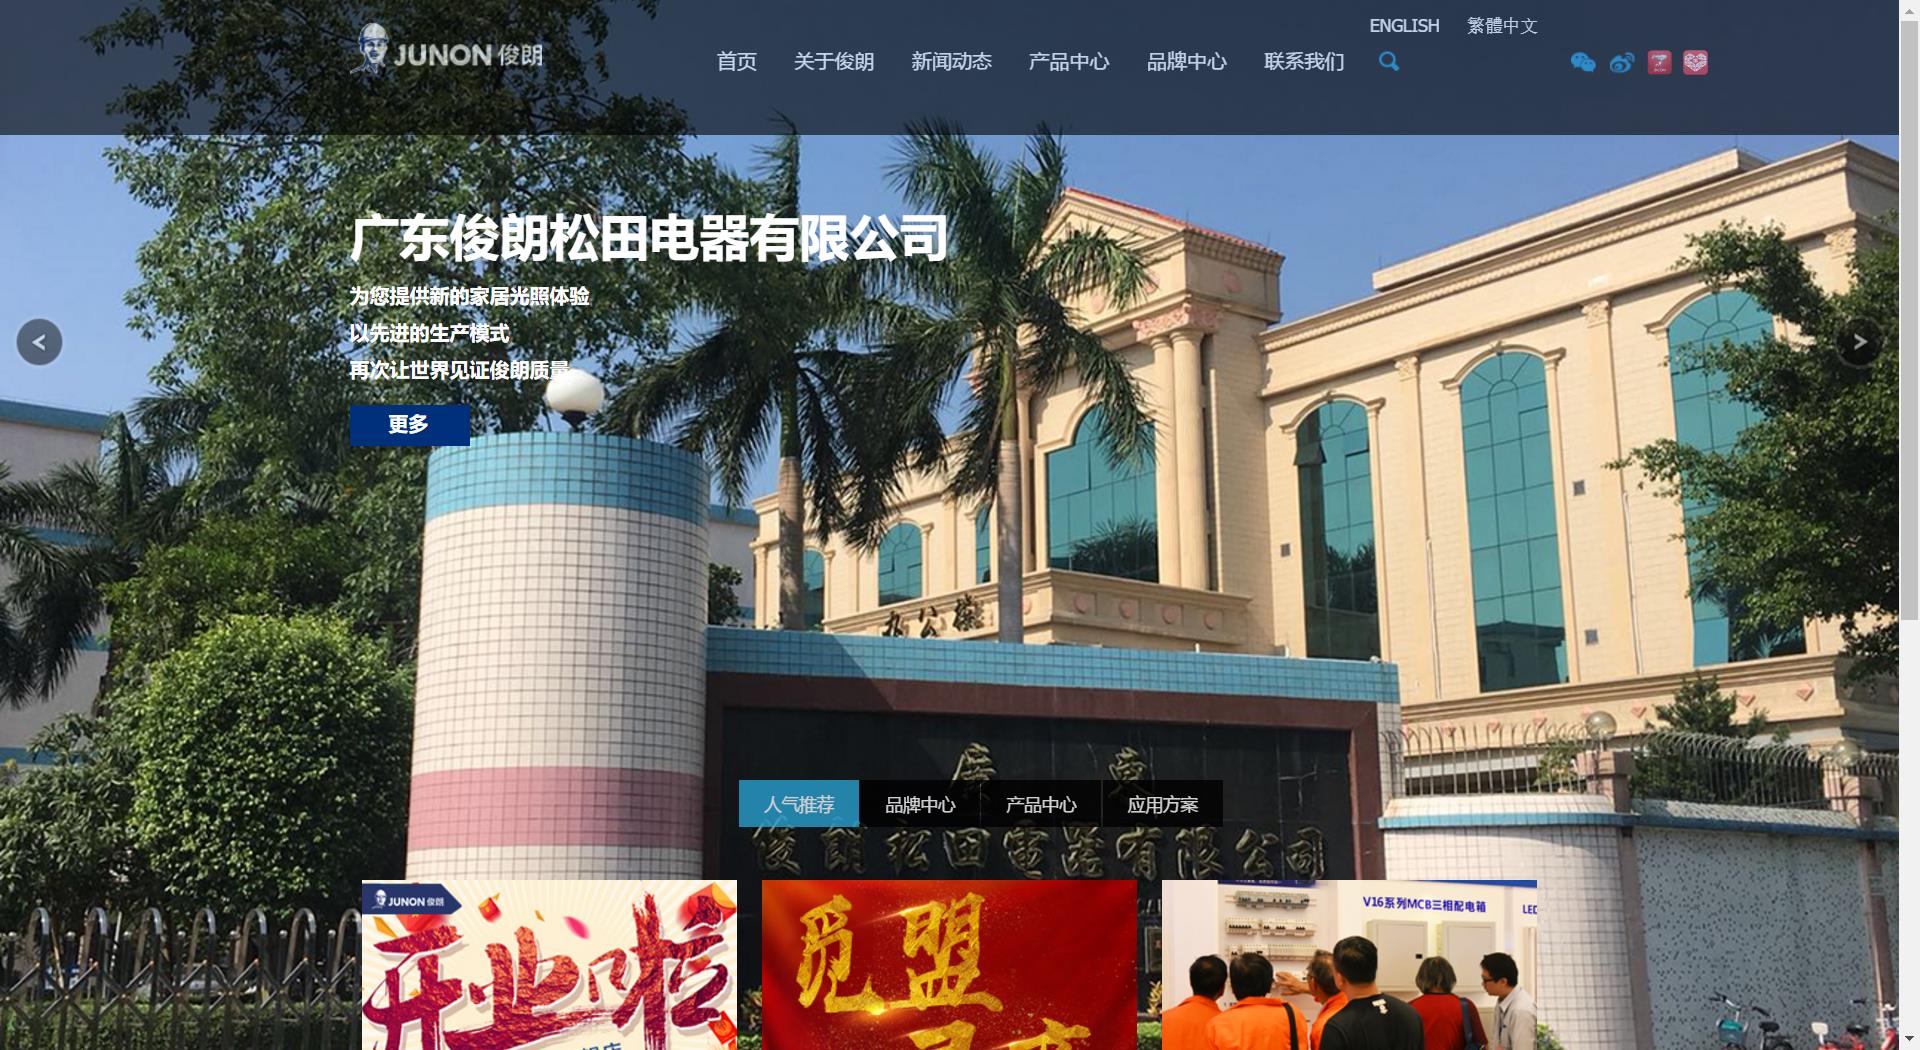 ENGLISH 繁體中文
JUNON 俊朗
首页 关于俊朗 新闻动态 产品中心 品牌中心 联系我们
广东俊朗松田电器有限公司
为您提供新的家居光照体验
以先进的生产模式
再次让世界见证俊朗质量
更多
办公楼
廣東
人气推荐 品牌中心 产品中心 应用方案
俊朗松田電器有限公司
JUNON 俊朗
开业啦
觅盟
V16系列MCB三相配电箱
LED